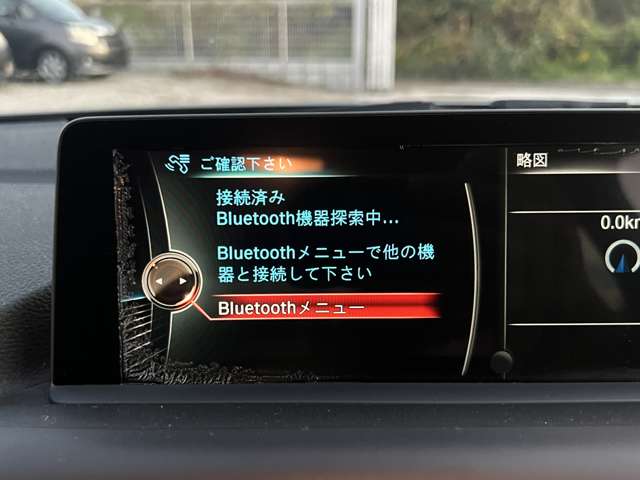 ご確認下さい
接続済み
Bluetooth機器探索中...
Bluetoothメニューで他の機
器と接続して下さい
Bluetoothメニュー
略図
0.0km